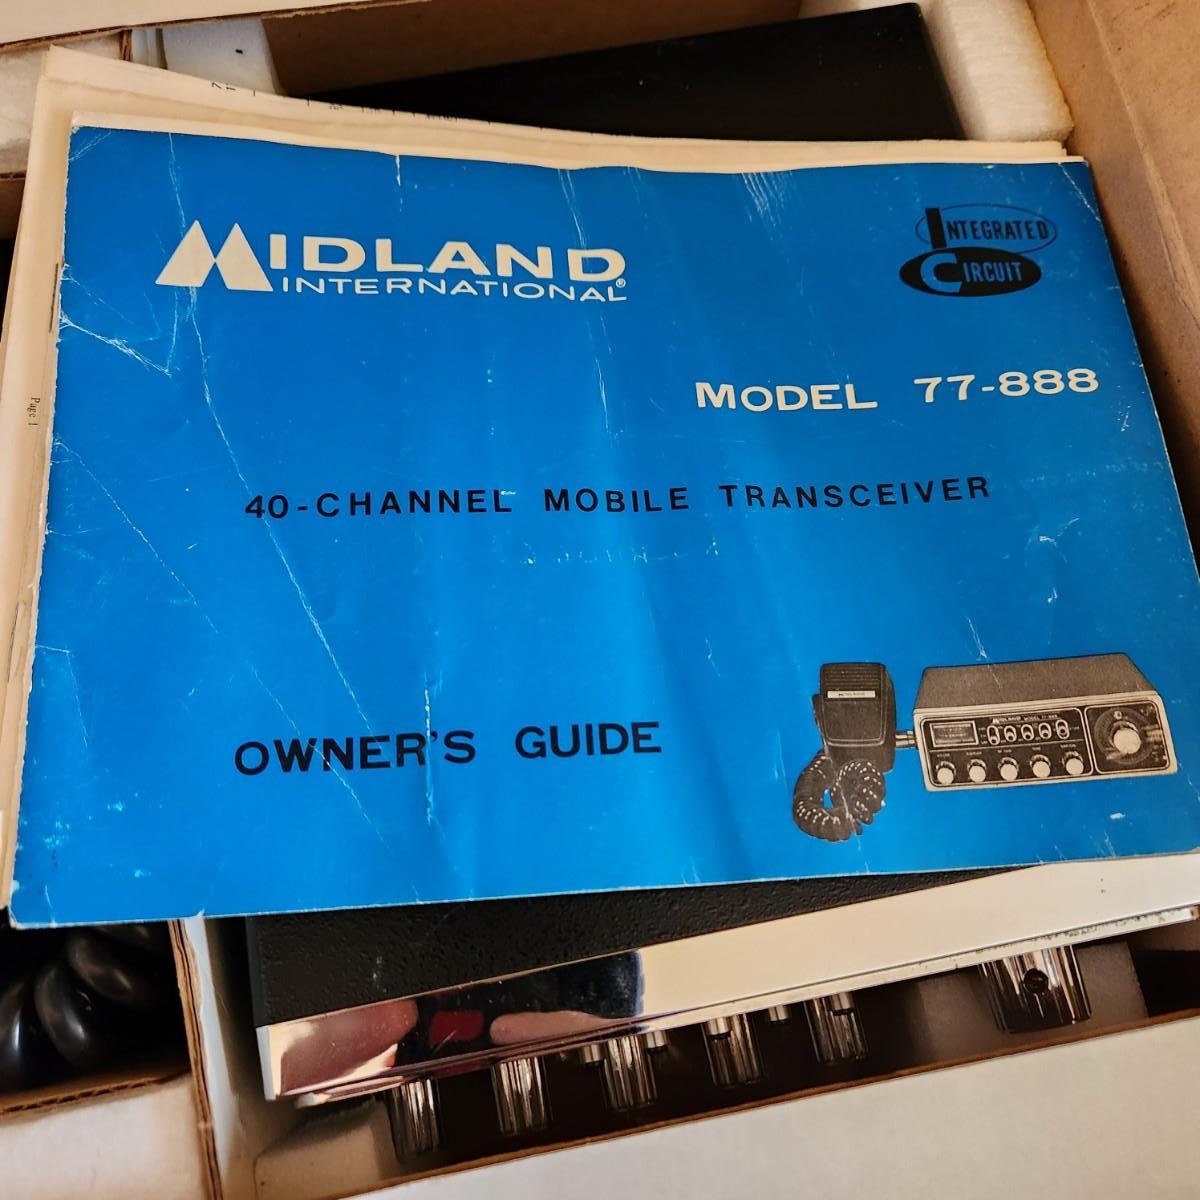 MIDLAND
INTERNATIONAL®
INTEGRATED
CIRCUIT
MODEL 77-888
40-CHANNEL MOBILE TRANSCEIVER
OWNER'S GUIDE
Page 1